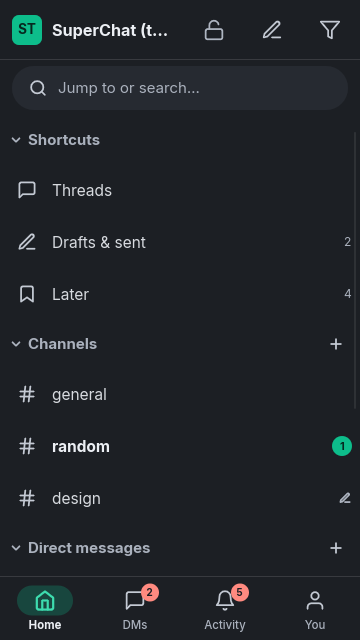 ST SuperChat (t...
Jump to or search...
Shortcuts
Threads
Drafts & sent 2
Later 4
Channels
general
random 1
design
Direct messages
2 5
Home DMs Activity You